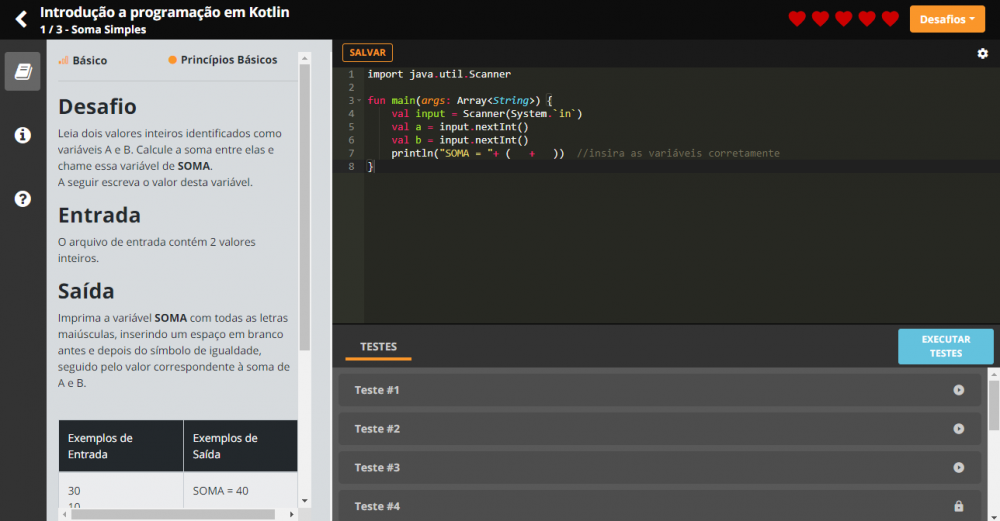 Introdução a programação em Kotlin
1 / 3 - Soma Simples
Desafios
Básico
Princípios Básicos
Desafio
Leia dois valores inteiros identificados como
variáveis A e B. Calcule a soma entre elas e
chame essa variável de SOMA.
A seguir escreva o valor desta variável.
Entrada
O arquivo de entrada contém 2 valores
inteiros.
Saída
Imprima a variável SOMA com todas as letras
maiúsculas, inserindo um espaço em branco
antes e depois do símbolo de igualdade,
seguido pelo valor correspondente à soma de
A e B.
Exemplos de
Entrada
Exemplos de
Saída
30
10
SOMA = 40
SALVAR
1 import java.util.Scanner
2
3 fun main(args: Array<String>) {
4     val input = Scanner(System.`in`)
5     val a = input.nextInt()
6     val b = input.nextInt()
7     println("SOMA = "+ (   +   ))  //insira as variáveis corretamente
8 }
TESTES
EXECUTAR
TESTES
Teste #1
Teste #2
Teste #3
Teste #4